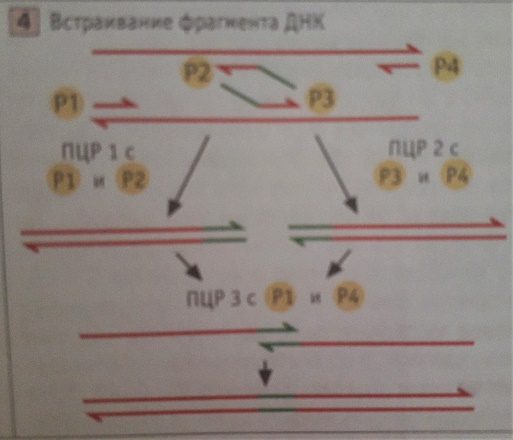 4 Встраивание фрагмента ДНК
P2 P4
P1 P3
ПЦР 1 с
P1 и P2
ПЦР 2 с
P3 и P4
ПЦР 3 с P1 и P4